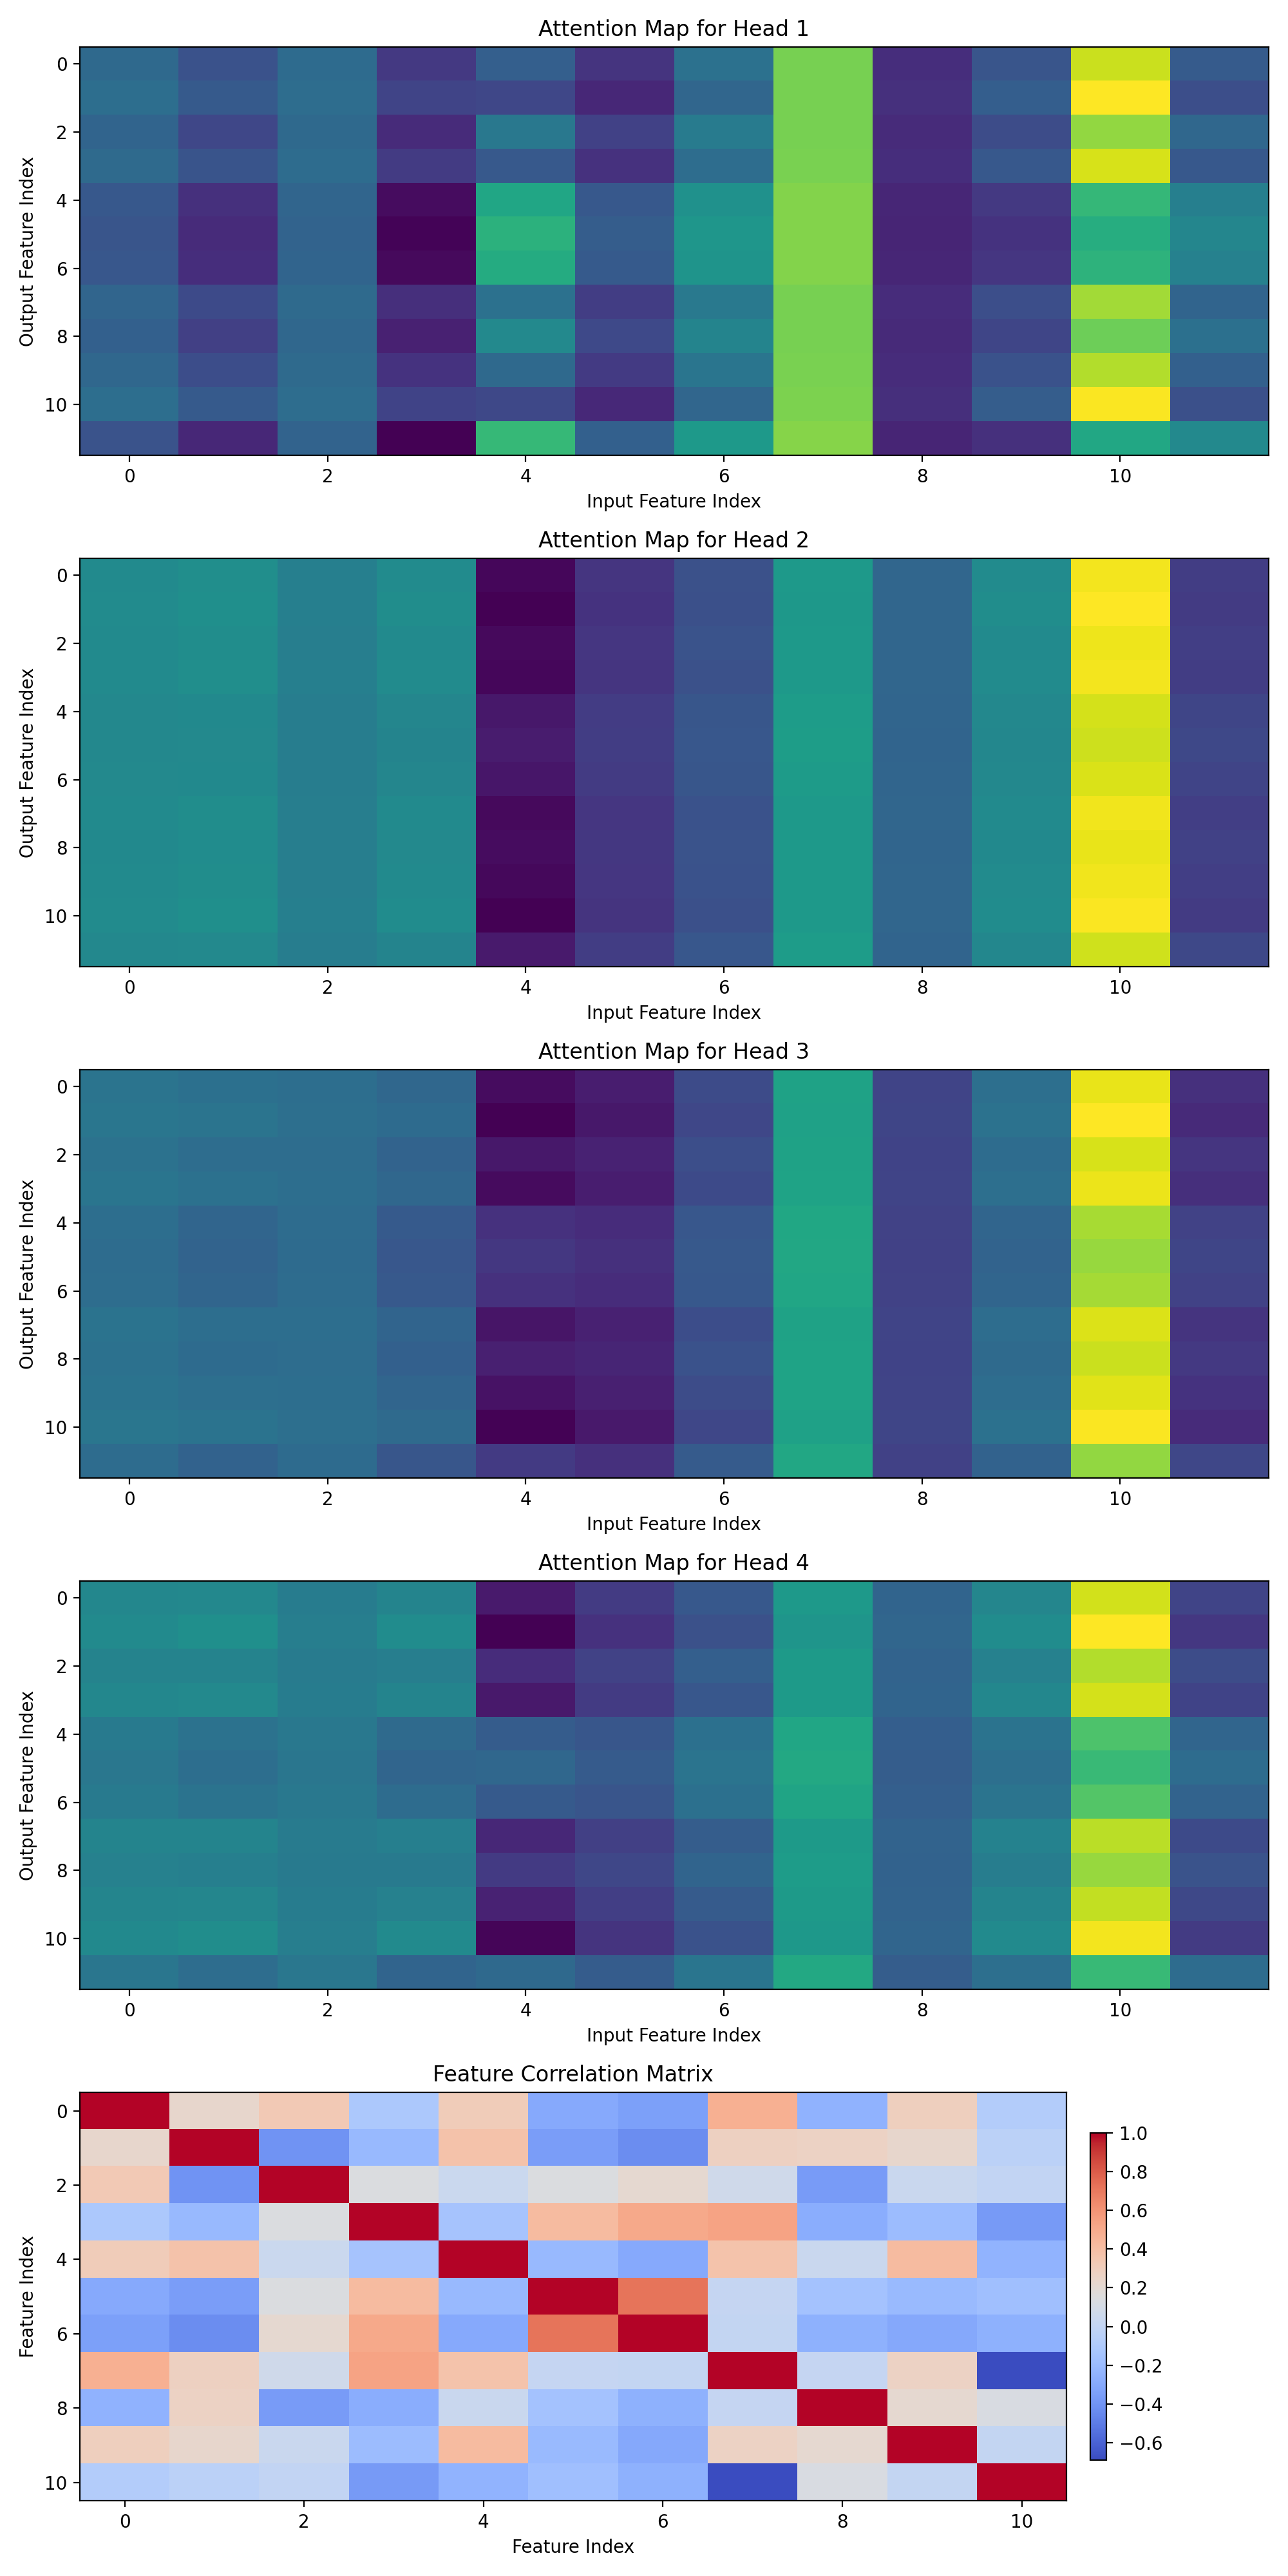 Attention Map for Head 1
Output Feature Index
0
2
4
6
8
10
0 2 4 6 8 10
Input Feature Index
Attention Map for Head 2
Output Feature Index
0
2
4
6
8
10
0 2 4 6 8 10
Input Feature Index
Attention Map for Head 3
Output Feature Index
0
2
4
6
8
10
0 2 4 6 8 10
Input Feature Index
Attention Map for Head 4
Output Feature Index
0
2
4
6
8
10
0 2 4 6 8 10
Input Feature Index
Feature Correlation Matrix
Feature Index
0
2
4
6
8
10
0 2 4 6 8 10
Feature Index
1.0
0.8
0.6
0.4
0.2
0.0
−0.2
−0.4
−0.6